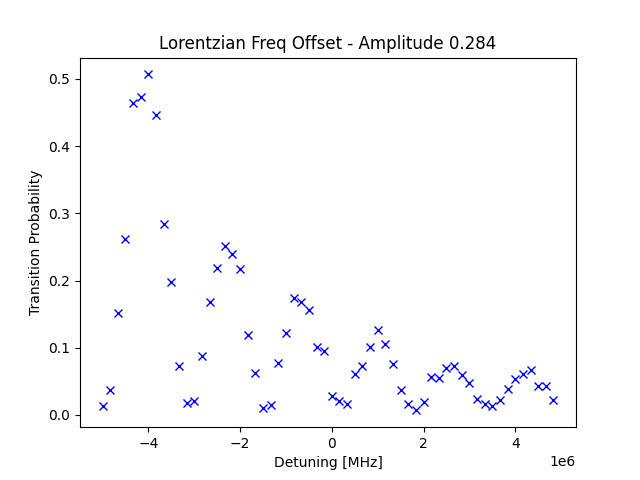 Lorentzian Freq Offset - Amplitude 0.284
Transition Probability
0.5
0.4
0.3
0.2
0.1
0.0
−4
−2
0
2
4
1e6
Detuning [MHz]